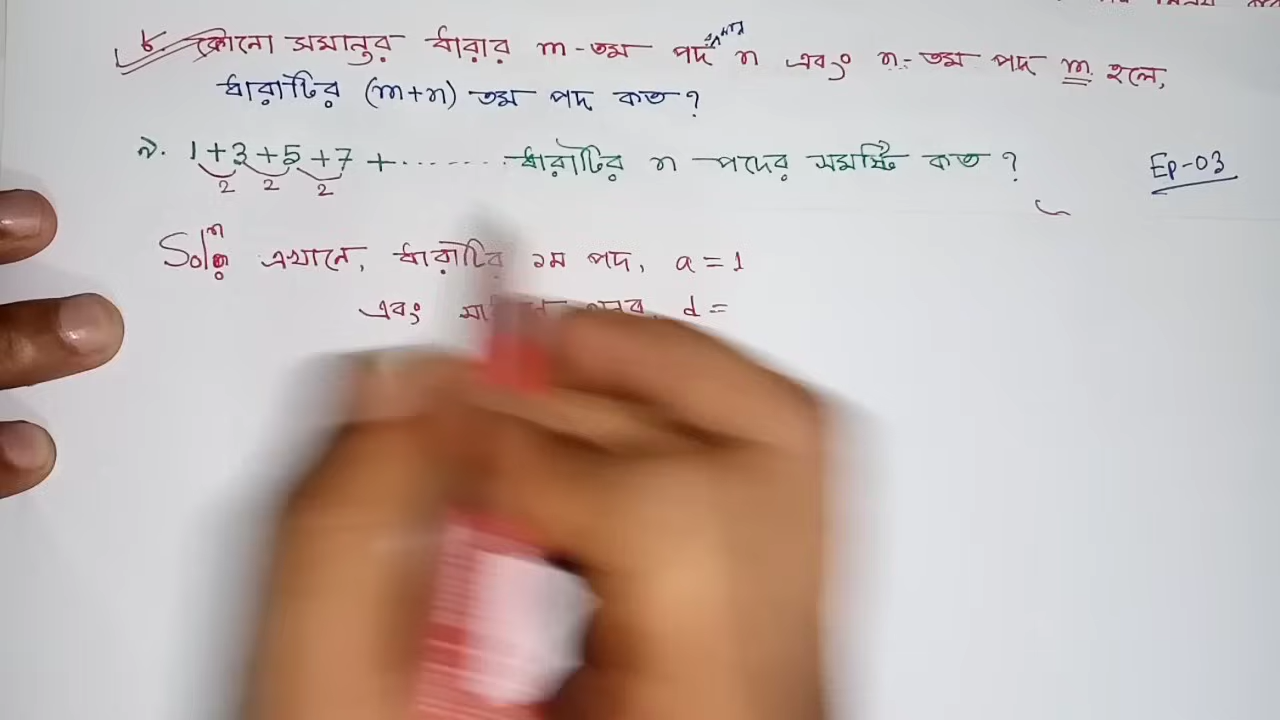 ৮. কোনো সমান্তর ধারার m-তম পদ n এবং n-তম পদ m হলে,
ধারাটির (m+n) তম পদ কত?
৯. 1+3+5+7+....... ধারাটির n পদের সমষ্টি কত?
2 2 2
Ep-03
Solⁿ: এখানে, ধারাটির ১ম পদ, a = 1
এবং d =